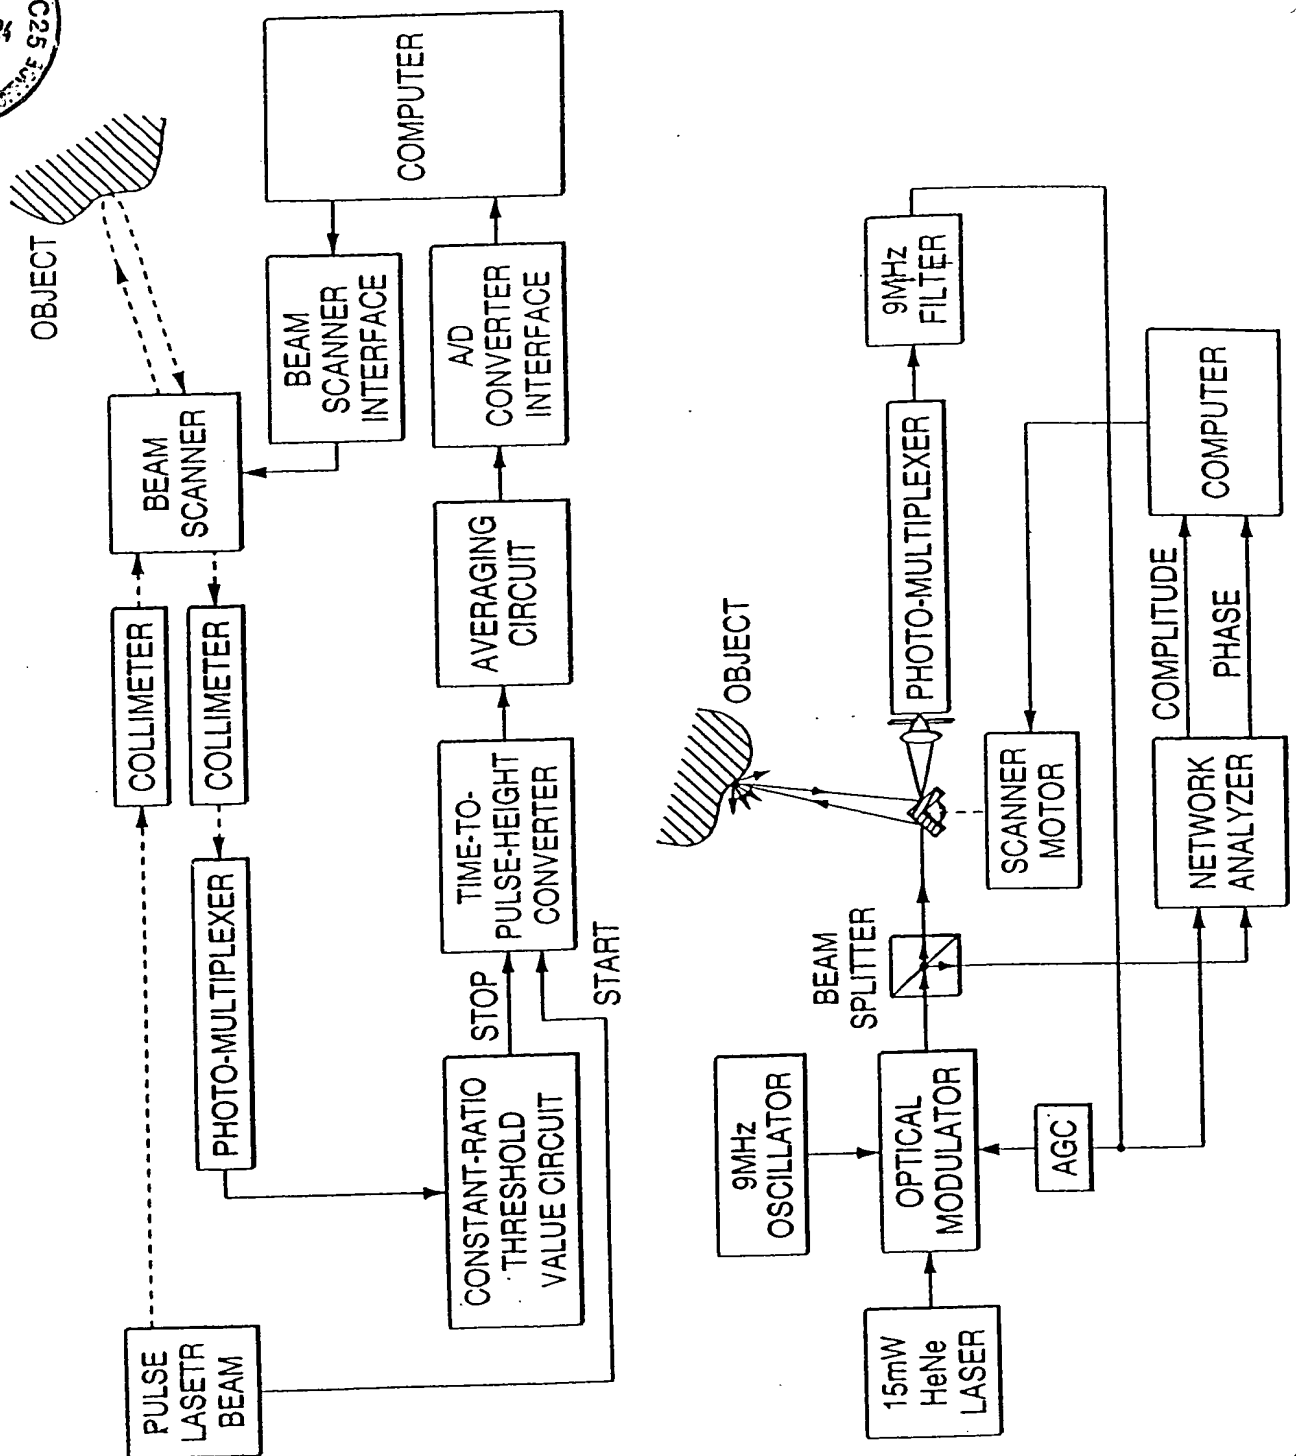 PULSE
LASETR
BEAM
COLLIMETER
COLLIMETER
BEAM
SCANNER
OBJECT
PHOTO-MULTIPLEXER
BEAM
SCANNER
INTERFACE
COMPUTER
CONSTANT-RATIO
THRESHOLD
VALUE CIRCUIT
STOP
START
TIME-TO-
PULSE-HEIGHT
CONVERTER
AVERAGING
CIRCUIT
A/D
CONVERTER
INTERFACE
15mW
HeNe
LASER
9MHz
OSCILLATOR
OPTICAL
MODULATOR
AGC
BEAM
SPLITTER
OBJECT
SCANNER
MOTOR
PHOTO-MULTIPLEXER
9MHz
FILTER
NETWORK
ANALYZER
COMPLITUDE
PHASE
COMPUTER
C25